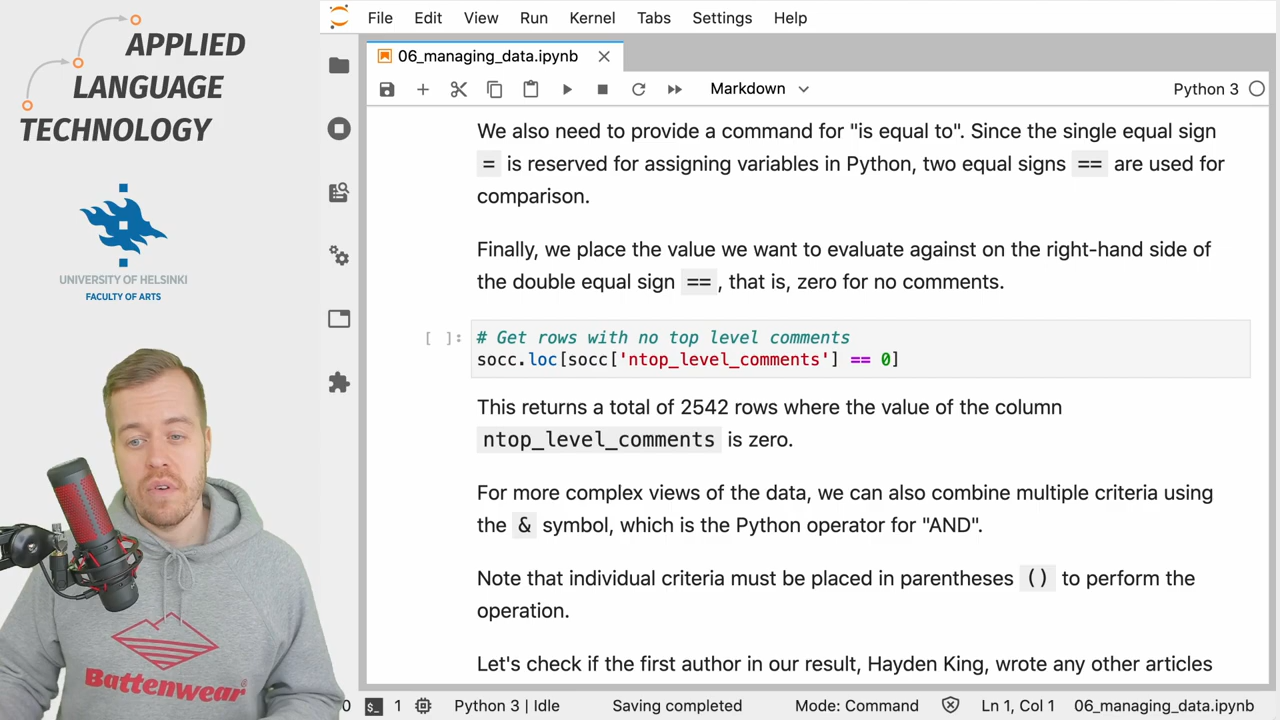 APPLIED
LANGUAGE
TECHNOLOGY
UNIVERSITY OF HELSINKI
FACULTY OF ARTS
Battenwear®
File Edit View Run Kernel Tabs Settings Help
06_managing_data.ipynb
Markdown
Python 3
We also need to provide a command for "is equal to". Since the single equal sign
= is reserved for assigning variables in Python, two equal signs == are used for
comparison.
Finally, we place the value we want to evaluate against on the right-hand side of
the double equal sign ==, that is, zero for no comments.
[ ]: # Get rows with no top level comments
socc.loc[socc['ntop_level_comments'] == 0]
This returns a total of 2542 rows where the value of the column
ntop_level_comments is zero.
For more complex views of the data, we can also combine multiple criteria using
the & symbol, which is the Python operator for "AND".
Note that individual criteria must be placed in parentheses () to perform the
operation.
Let's check if the first author in our result, Hayden King, wrote any other articles
0 $_ 1 Python 3 | Idle Saving completed Mode: Command Ln 1, Col 1 06_managing_data.ipynb